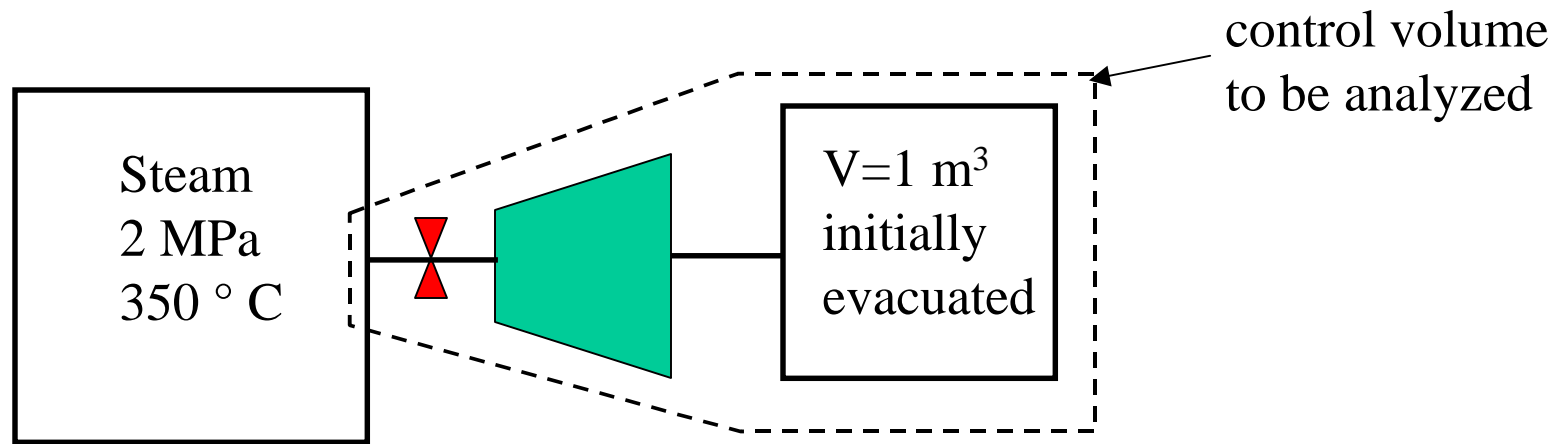 control volume
to be analyzed
Steam
2 MPa
350 ° C
V=1 m³
initially
evacuated